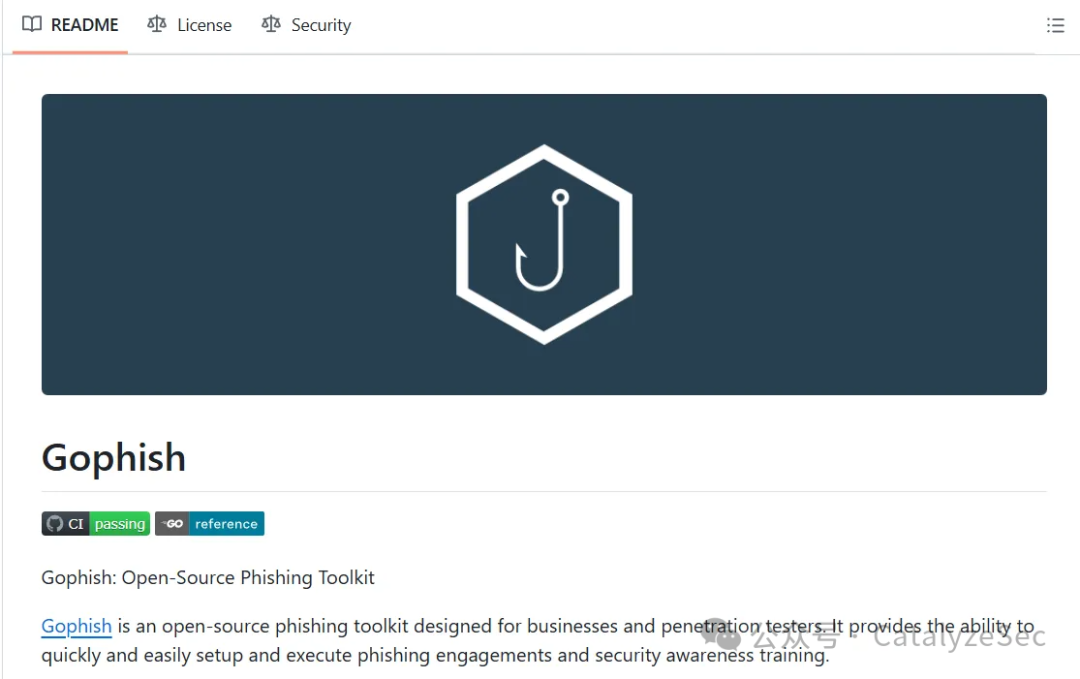 README License Security
Gophish
CI passing GO reference
Gophish: Open-Source Phishing Toolkit
Gophish is an open-source phishing toolkit designed for businesses and penetration testers. It provides the ability to
公众号 · CatalyzeSec
quickly and easily setup and execute phishing engagements and security awareness training.